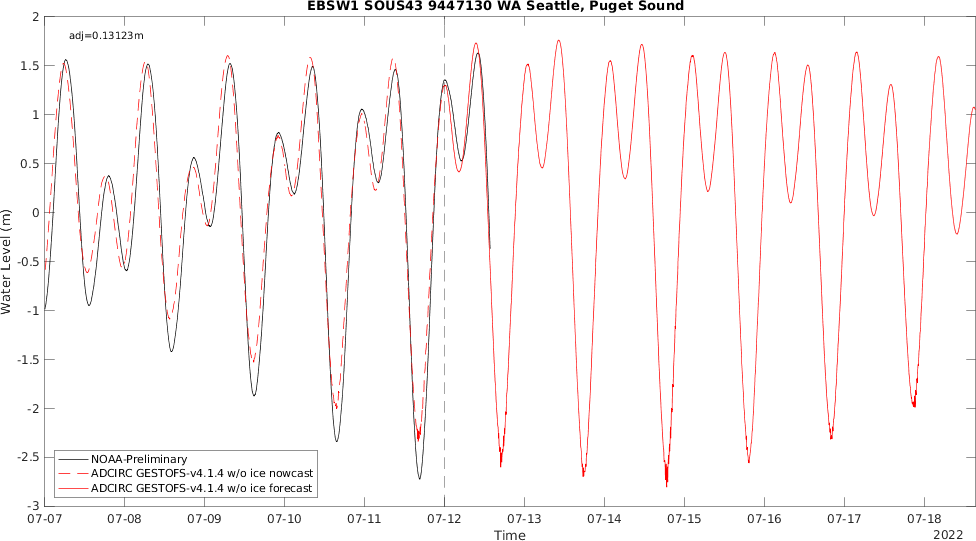 EBSW1 SOUS43 9447130 WA Seattle, Puget Sound
adj=0.13123m
2
1.5
1
0.5
0
-0.5
-1
-1.5
-2
-2.5
-3
Water Level (m)
NOAA-Preliminary
ADCIRC GESTOFS-v4.1.4 w/o ice nowcast
ADCIRC GESTOFS-v4.1.4 w/o ice forecast
07-07 07-08 07-09 07-10 07-11 07-12 07-13 07-14 07-15 07-16 07-17 07-18
Time
2022